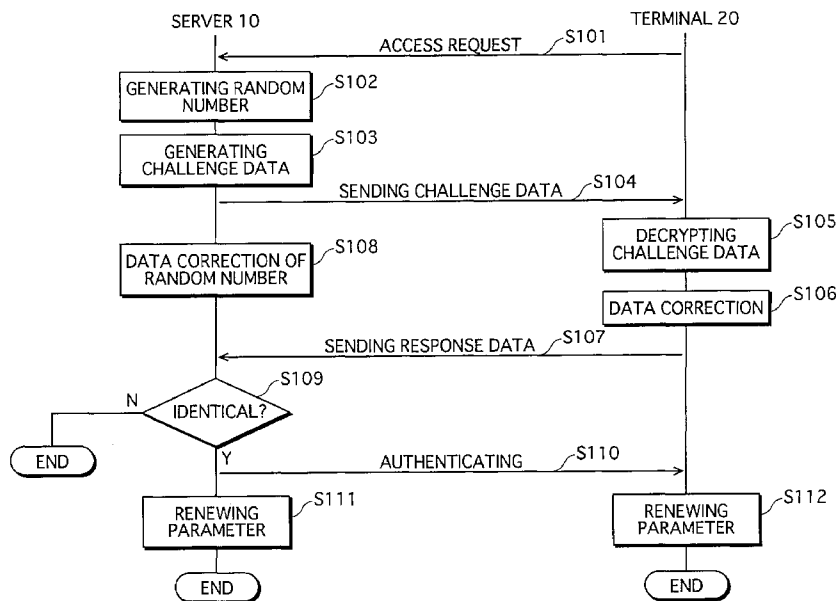 SERVER 10
TERMINAL 20
ACCESS REQUEST
S101
GENERATING RANDOM
NUMBER
S102
GENERATING
CHALLENGE DATA
S103
SENDING CHALLENGE DATA
S104
DECRYPTING
CHALLENGE DATA
S105
DATA CORRECTION OF
RANDOM NUMBER
S108
DATA CORRECTION
S106
SENDING RESPONSE DATA
S107
IDENTICAL?
S109
N
END
Y
AUTHENTICATING
S110
RENEWING
PARAMETER
S111
RENEWING
PARAMETER
S112
END
END